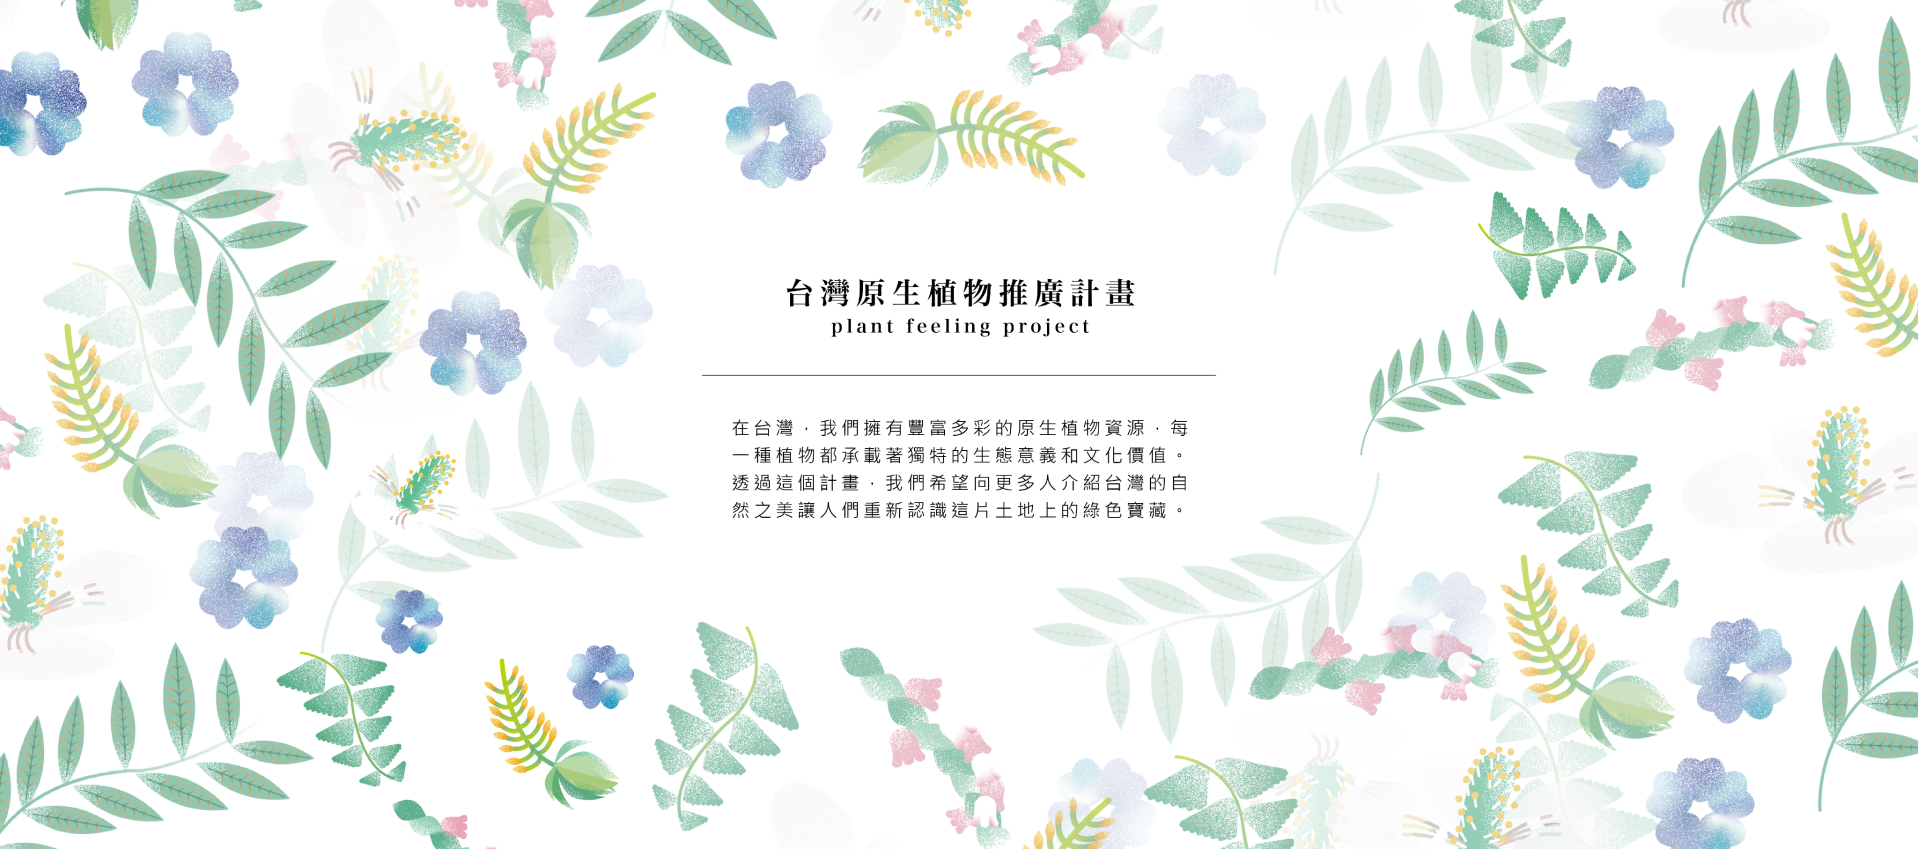 台灣原生植物推廣計畫
plant feeling project
在台灣，我們擁有豐富多彩的原生植物資源，每
一種植物都承載著獨特的生態意義和文化價值。
透過這個計畫，我們希望向更多人介紹台灣的自
然之美讓人們重新認識這片土地上的綠色寶藏。